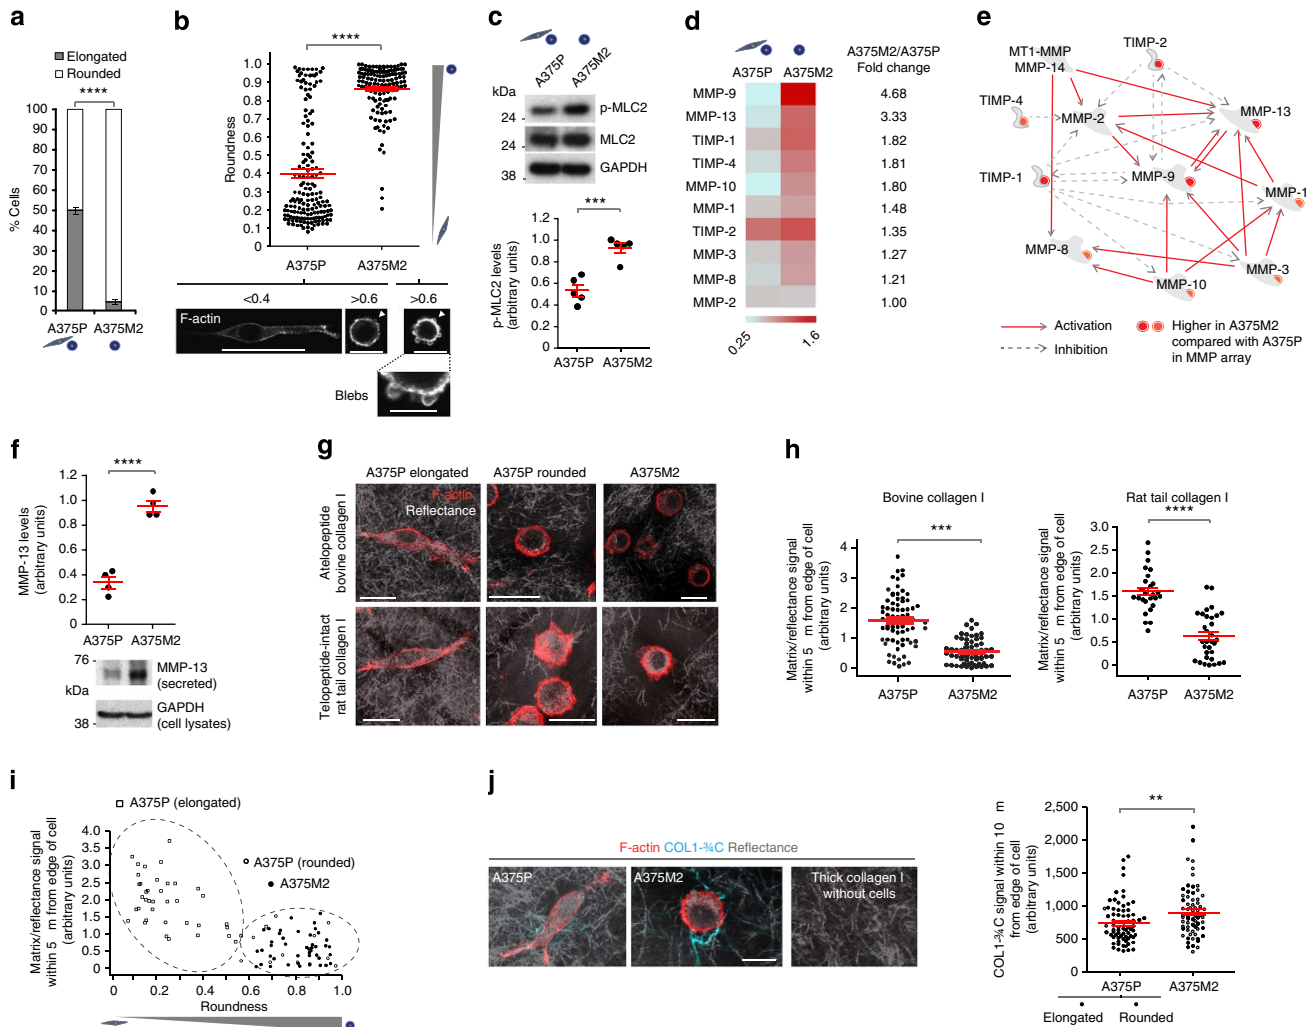 a
Elongated
Rounded
****
% Cells
100
90
80
70
60
50
40
30
20
10
0
A375P
A375M2
b
****
Roundness
1.0
0.9
0.8
0.7
0.6
0.5
0.4
0.3
0.2
0.1
0
A375P
A375M2
<0.4
>0.6
>0.6
F-actin
Blebs
c
A375P
A375M2
kDa
p-MLC2
24
MLC2
24
GAPDH
38
***
p-MLC2 levels
(arbitrary units)
1.2
1.0
0.8
0.6
0.4
0.2
0
A375P
A375M2
d
A375P
A375M2
A375M2/A375P
Fold change
MMP-9 4.68
MMP-13 3.33
TIMP-1 1.82
TIMP-4 1.81
MMP-10 1.80
MMP-1 1.48
TIMP-2 1.35
MMP-3 1.27
MMP-8 1.21
MMP-2 1.00
0.25
1.6
e
TIMP-2
MT1-MMP
MMP-14
TIMP-4
MMP-2
MMP-13
TIMP-1
MMP-9
MMP-1
MMP-8
MMP-10
MMP-3
Activation
Inhibition
Higher in A375M2
compared with A375P
in MMP array
f
****
MMP-13 levels
(arbitrary units)
1.2
1.0
0.8
0.6
0.4
0.2
0
A375P
A375M2
76
MMP-13
(secreted)
kDa
GAPDH
(cell lysates)
38
g
A375P elongated
A375P rounded
A375M2
F-actin
Reflectance
Atelopeptide
bovine collagen I
Telopeptide-intact
rat tail collagen I
h
Bovine collagen I
***
Matrix/reflectance signal
within 5 m from edge of cell
(arbitrary units)
4
3
2
1
0
A375P
A375M2
Rat tail collagen I
****
Matrix/reflectance signal
within 5 m from edge of cell
(arbitrary units)
3.0
2.5
2.0
1.5
1.0
0.5
0
A375P
A375M2
i
A375P (elongated)
A375P (rounded)
A375M2
Matrix/reflectance signal
within 5 m from edge of cell
(arbitrary units)
4.0
3.5
3.0
2.5
2.0
1.5
1.0
0.5
0
0
0.2
0.4
0.6
0.8
1.0
Roundness
j
F-actin COL1-¾C Reflectance
A375P
A375M2
Thick collagen I
without cells
**
COL1-¾C signal within 10 m
from edge of cell
(arbitrary units)
2,500
2,000
1,500
1,000
500
0
A375P
A375M2
Elongated
Rounded